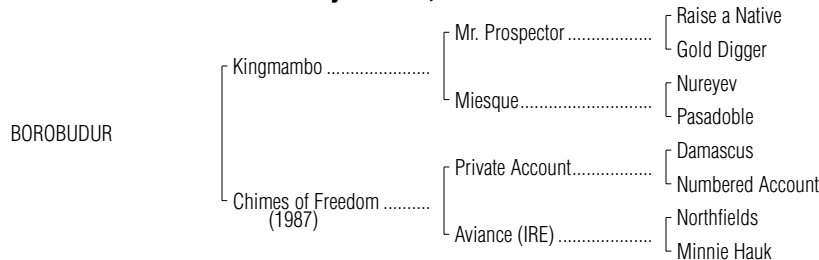 Raise a Native
Mr. Prospector ...................
Gold Digger
Kingmambo .......................
Nureyev
Miesque..............................
Pasadoble
BOROBUDUR
Damascus
Private Account..................
Numbered Account
Chimes of Freedom ..........
(1987)
Northfields
Aviance (IRE) .....................
Minnie Hauk